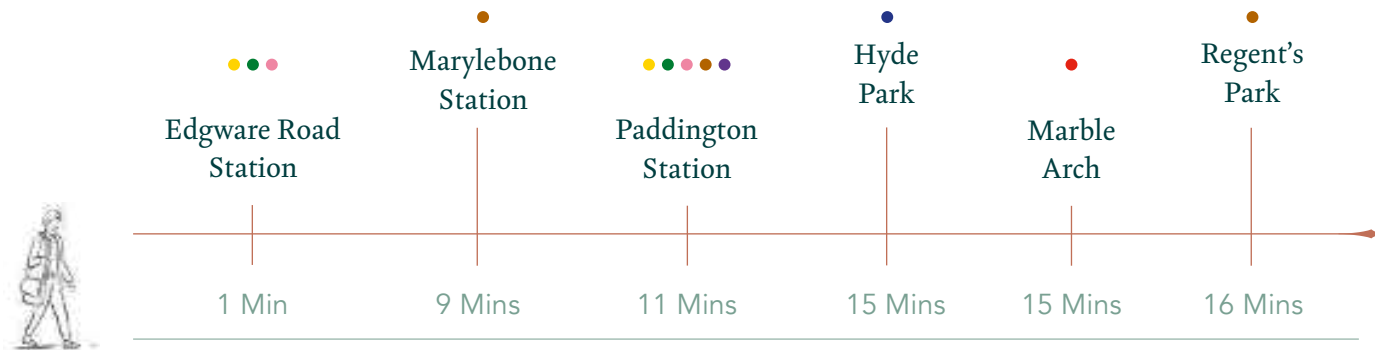 Edgware Road
Station
1 Min
Marylebone
Station
9 Mins
Paddington
Station
11 Mins
Hyde
Park
15 Mins
Marble
Arch
15 Mins
Regent’s
Park
16 Mins